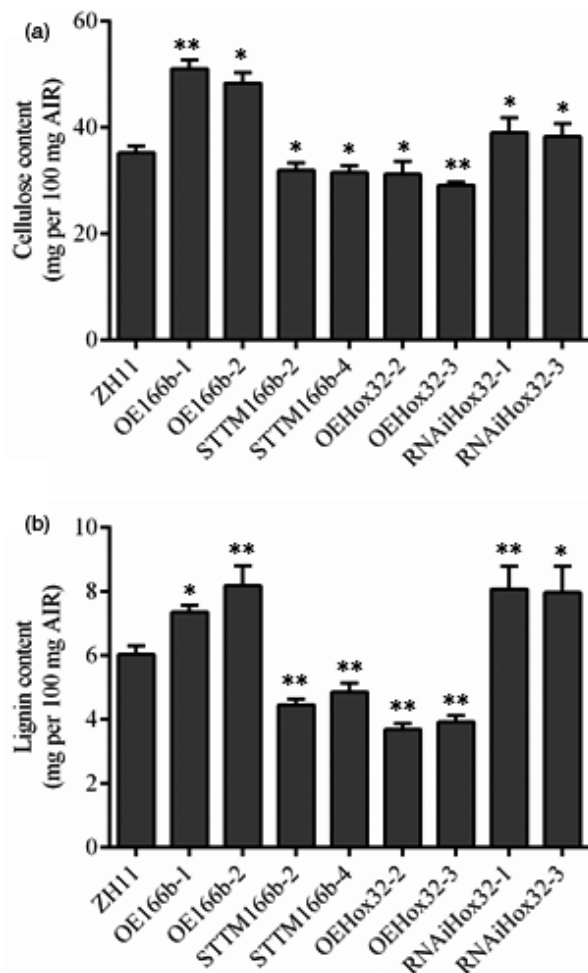 (a)
Cellulose content
(mg per 100 mg AIR)
60
40
20
0
** * * * * ** * *
ZH11
OE166b-1
OE166b-2
STTM166b-2
STTM166b-4
OEHox32-2
OEHox32-3
RNAiHox32-1
RNAiHox32-3
(b)
Lignin content
(mg per 100 mg AIR)
10
8
6
4
2
0
* ** ** ** ** ** ** *
ZH11
OE166b-1
OE166b-2
STTM166b-2
STTM166b-4
OEHox32-2
OEHox32-3
RNAiHox32-1
RNAiHox32-3